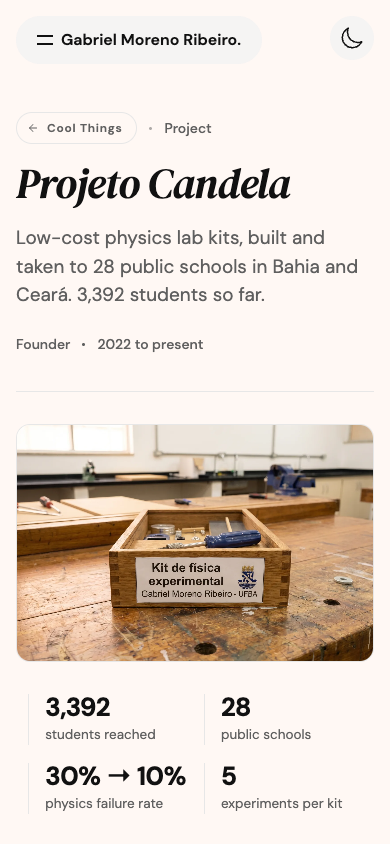 Gabriel Moreno Ribeiro.
← Cool Things • Project
Projeto Candela
Low-cost physics lab kits, built and
taken to 28 public schools in Bahia and
Ceará. 3,392 students so far.
Founder • 2022 to present
Kit de física
experimental
Gabriel Moreno Ribeiro - UFBA
3,392
students reached
28
public schools
30% → 10%
physics failure rate
5
experiments per kit